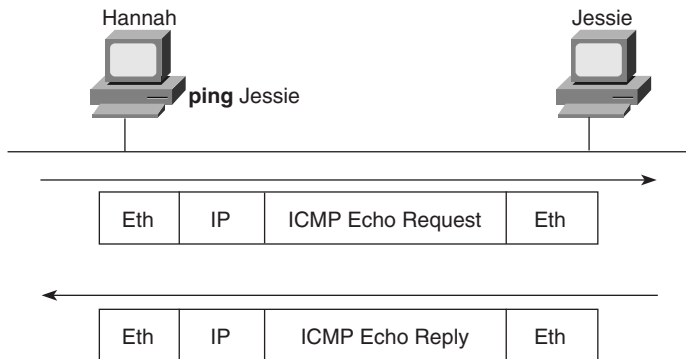 Hannah
Jessie
ping Jessie
Eth IP ICMP Echo Request Eth
Eth IP ICMP Echo Reply Eth